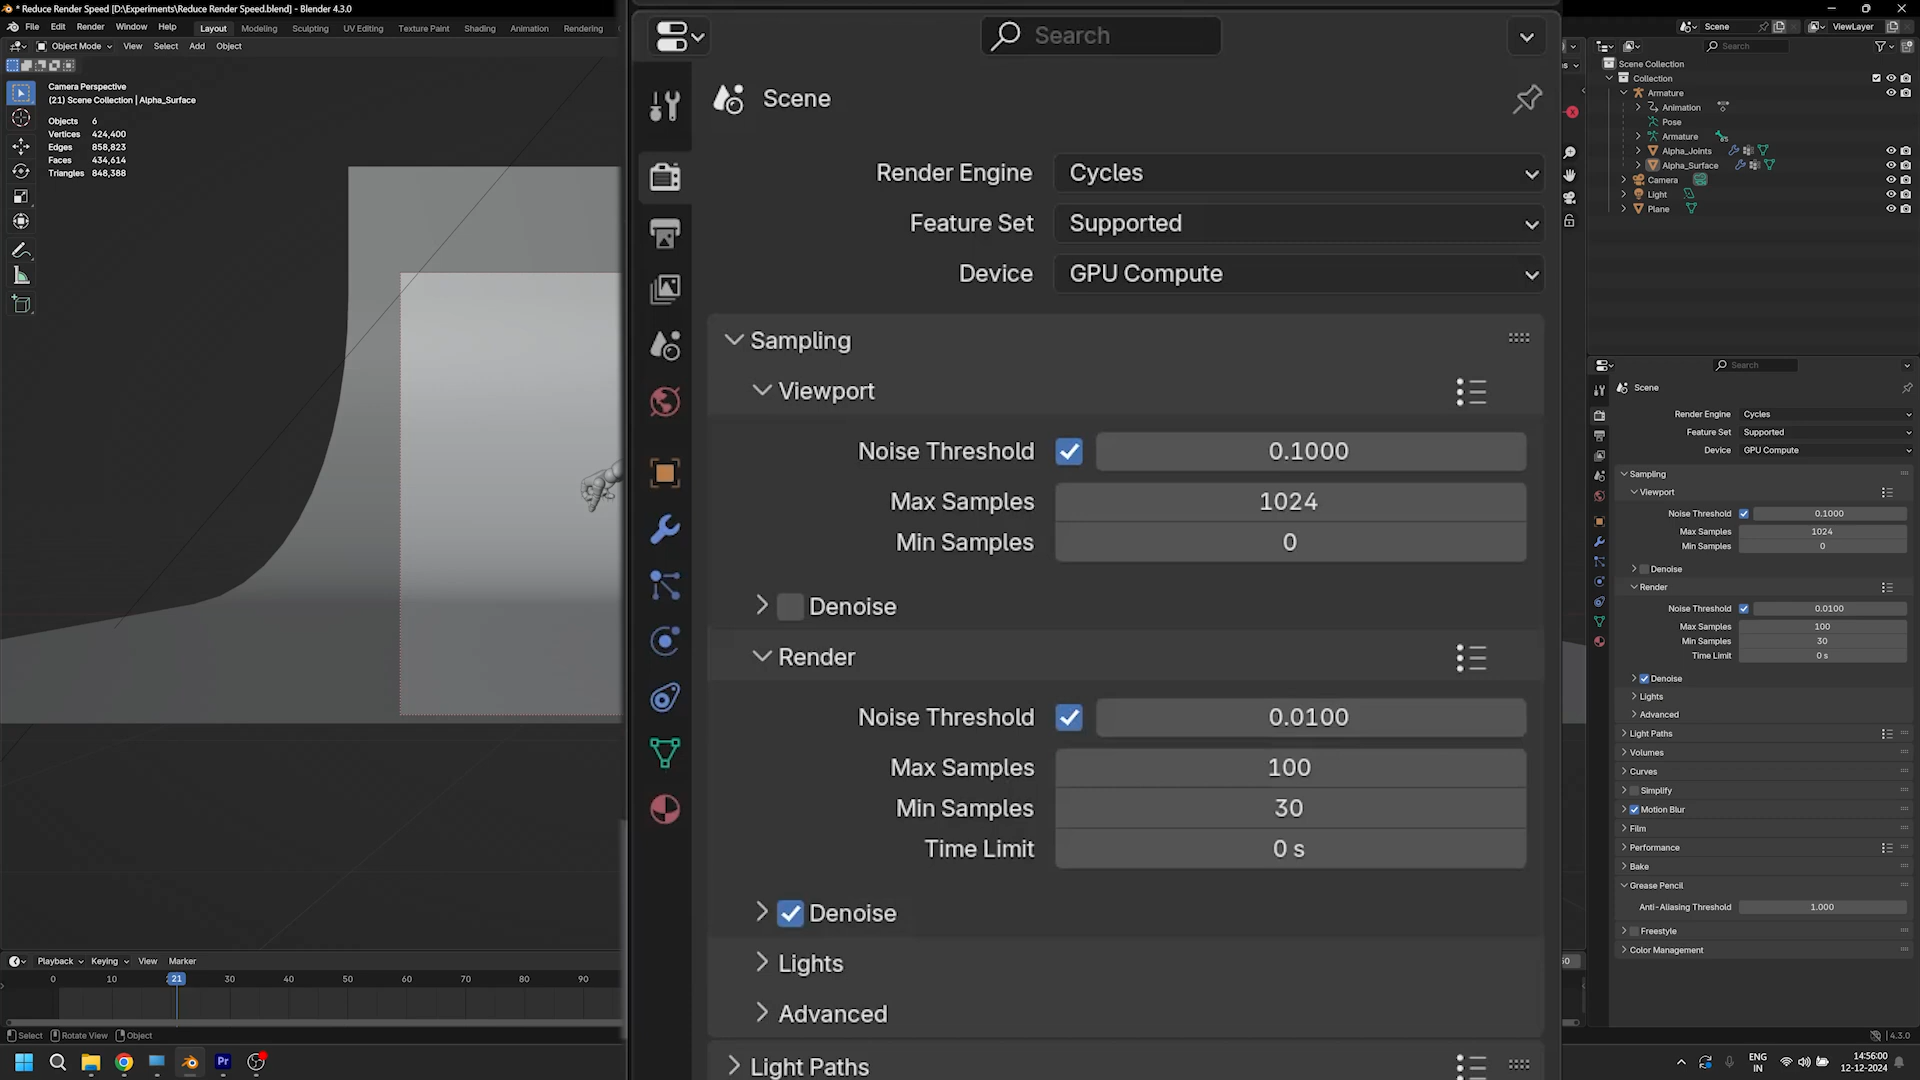 * Reduce Render Speed [D:\Experiments\Reduce Render Speed.blend] - Blender 4.3.0
File Edit Render Window Help Layout Modeling Sculpting UV Editing Texture Paint Shading Animation Rendering
Object Mode View Select Add Object
Camera Perspective
(21) Scene Collection | Alpha_Surface
Objects 6
Vertices 424,400
Edges 858,823
Faces 434,614
Triangles 848,388
Playback Keying View Marker
0 10 21 30 40 50 60 70 80 90
Select Rotate View Object
Search
Scene
Render Engine Cycles
Feature Set Supported
Device GPU Compute
Sampling
Viewport
Noise Threshold 0.1000
Max Samples 1024
Min Samples 0
Denoise
Render
Noise Threshold 0.0100
Max Samples 100
Min Samples 30
Time Limit 0 s
Denoise
Lights
Advanced
Light Paths
Scene ViewLayer
Search
Scene Collection
Collection
Armature
Animation
Pose
Armature
Alpha_Joints
Alpha_Surface
Camera
Light
Plane
Search
Scene
Render Engine Cycles
Feature Set Supported
Device GPU Compute
Sampling
Viewport
Noise Threshold 0.1000
Max Samples 1024
Min Samples 0
Denoise
Render
Noise Threshold 0.0100
Max Samples 100
Min Samples 30
Time Limit 0 s
Denoise
Lights
Advanced
Light Paths
Volumes
Curves
Simplify
Motion Blur
Film
Performance
Bake
Grease Pencil
Anti-Aliasing Threshold 1.000
Freestyle
Color Management
4.3.0
Pr
ENG
IN
14:56:00
12-12-2024